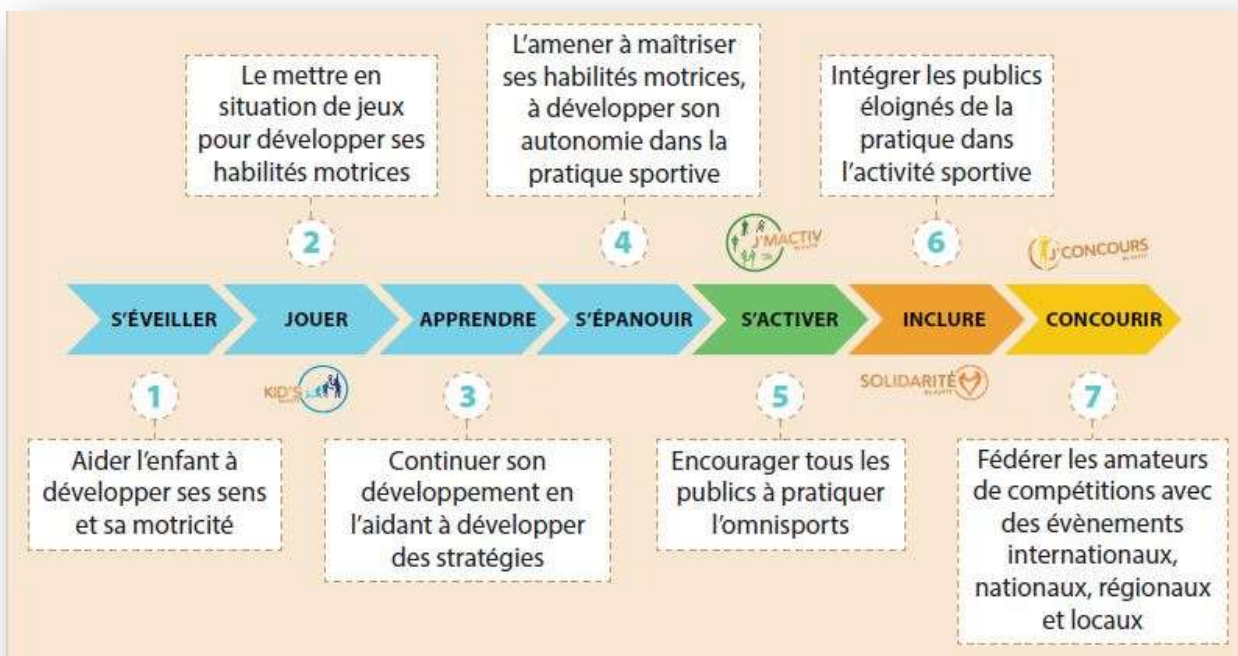 Le mettre en
situation de jeux
pour développer ses
habilités motrices
L'amener à maîtriser
ses habilités motrices,
à développer son
autonomie dans la
pratique sportive
Intégrer les publics
éloignés de la
pratique dans
l'activité sportive
2
4
J'MACTIV
6
J'CONCOURS
S'ÉVEILLER
JOUER
APPRENDRE
S'ÉPANOUIR
S'ACTIVER
INCLURE
CONCOURIR
1
KID'S
3
5
SOLIDARITÉ
7
Aider l'enfant à
développer ses sens
et sa motricité
Continuer son
développement en
l'aidant à développer
des stratégies
Encourager tous les
publics à pratiquer
l'omnisports
Fédérer les amateurs
de compétitions avec
des évènements
internationaux,
nationaux, régionaux
et locaux